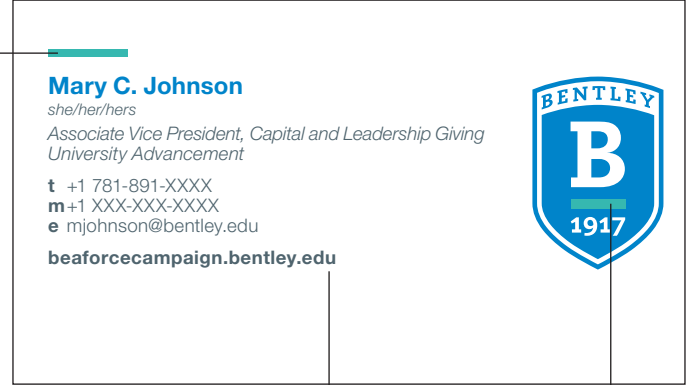 Mary C. Johnson
she/her/hers
Associate Vice President, Capital and Leadership Giving
University Advancement
t +1 781-891-XXXX
m +1 XXX-XXX-XXXX
e mjohnson@bentley.edu
beaforcecampaign.bentley.edu
BENTLEY
B
1917